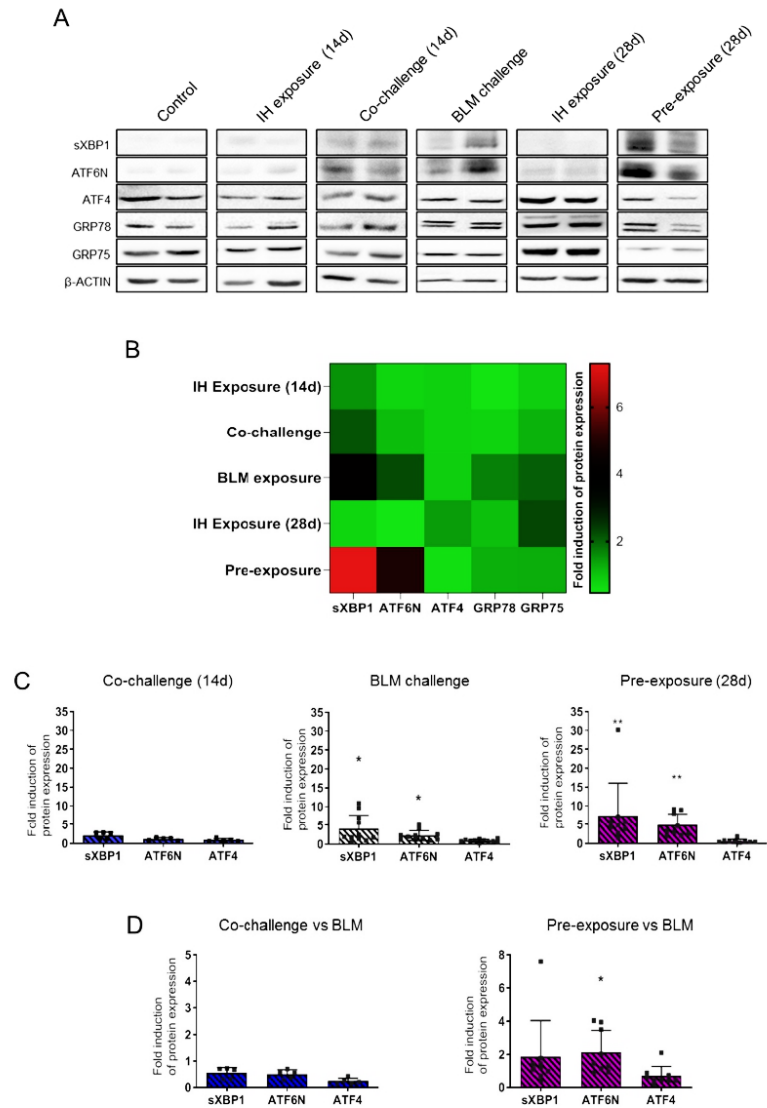 A
Control
IH exposure (14d)
Co-challenge (14d)
BLM challenge
IH exposure (28d)
Pre-exposure (28d)
sXBP1
ATF6N
ATF4
GRP78
GRP75
β-ACTIN
B
IH Exposure (14d)
Co-challenge
BLM exposure
IH Exposure (28d)
Pre-exposure
sXBP1 ATF6N ATF4 GRP78 GRP75
Fold induction of protein expression
6
4
2
C
Co-challenge (14d)
Fold induction of
protein expression
35
30
25
20
15
10
5
0
sXBP1 ATF6N ATF4
BLM challenge
Fold induction of
protein expression
35
30
25
20
15
10
5
0
*
*
sXBP1 ATF6N ATF4
Pre-exposure (28d)
Fold induction of
protein expression
35
30
25
20
15
10
5
0
**
**
sXBP1 ATF6N ATF4
D
Co-challenge vs BLM
Fold induction
of protein expression
5
4
3
2
1
0
sXBP1 ATF6N ATF4
Pre-exposure vs BLM
Fold induction
of protein expression
8
6
4
2
0
*
sXBP1 ATF6N ATF4